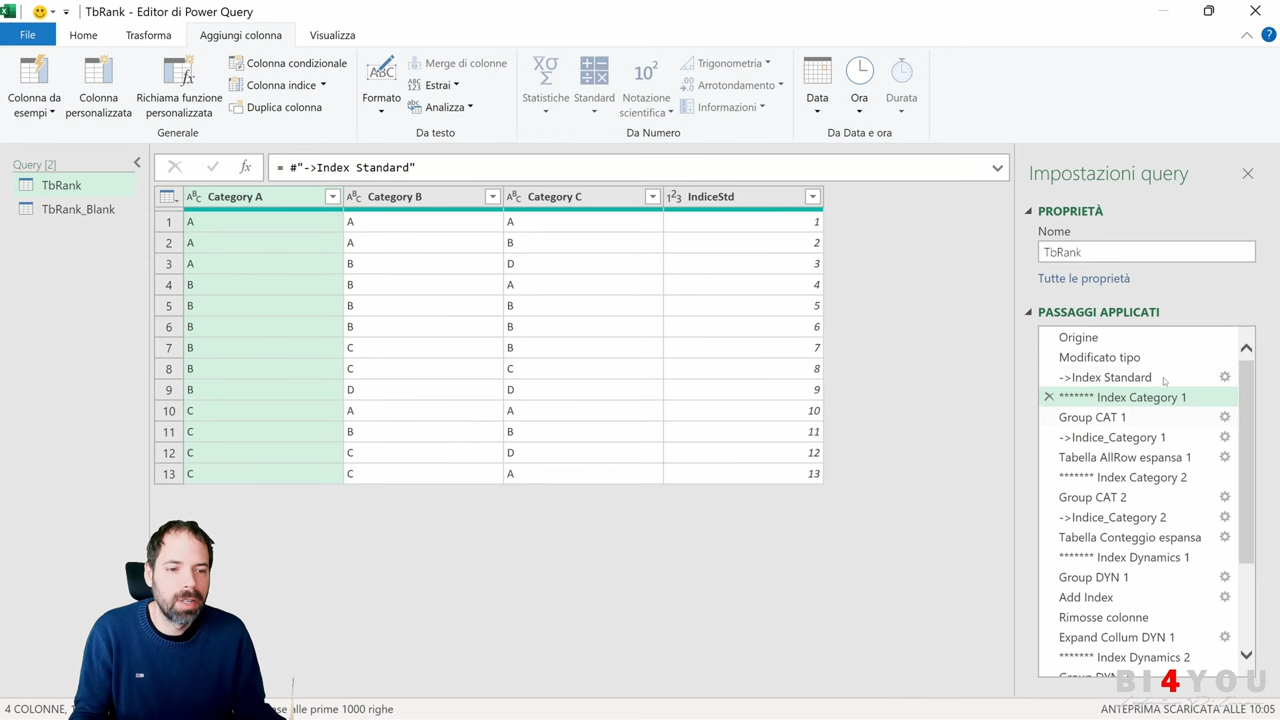 TbRank - Editor di Power Query
File
Home
Trasforma
Aggiungi colonna
Visualizza
Colonna da esempi
Colonna personalizzata
Richiama funzione personalizzata
Colonna condizionale
Colonna indice
Duplica colonna
Generale
Formato
Merge di colonne
Estrai
Analizza
Da testo
Statistiche
Standard
Notazione scientifica
Trigonometria
Arrotondamento
Informazioni
Da Numero
Data
Ora
Durata
Da Data e ora
Query [2]
TbRank
TbRank_Blank
= #"->Index Standard"
Category A Category B Category C IndiceStd
1 A A A 1
2 A A B 2
3 A B D 3
4 B B A 4
5 B B B 5
6 B B B 6
7 B C B 7
8 B C C 8
9 B D D 9
10 C A A 10
11 C B B 11
12 C C D 12
13 C C A 13
Impostazioni query
PROPRIETÀ
Nome
TbRank
Tutte le proprietà
PASSAGGI APPLICATI
Origine
Modificato tipo
->Index Standard
******* Index Category 1
Group CAT 1
->Indice_Category 1
Tabella AllRow espansa 1
******* Index Category 2
Group CAT 2
->Indice_Category 2
Tabella Conteggio espansa
******* Index Dynamics 1
Group DYN 1
Add Index
Rimosse colonne
Expand Collum DYN 1
******* Index Dynamics 2
BI4YOU
4 COLONNE, 1
alle prime 1000 righe
ANTEPRIMA SCARICATA ALLE 10:05